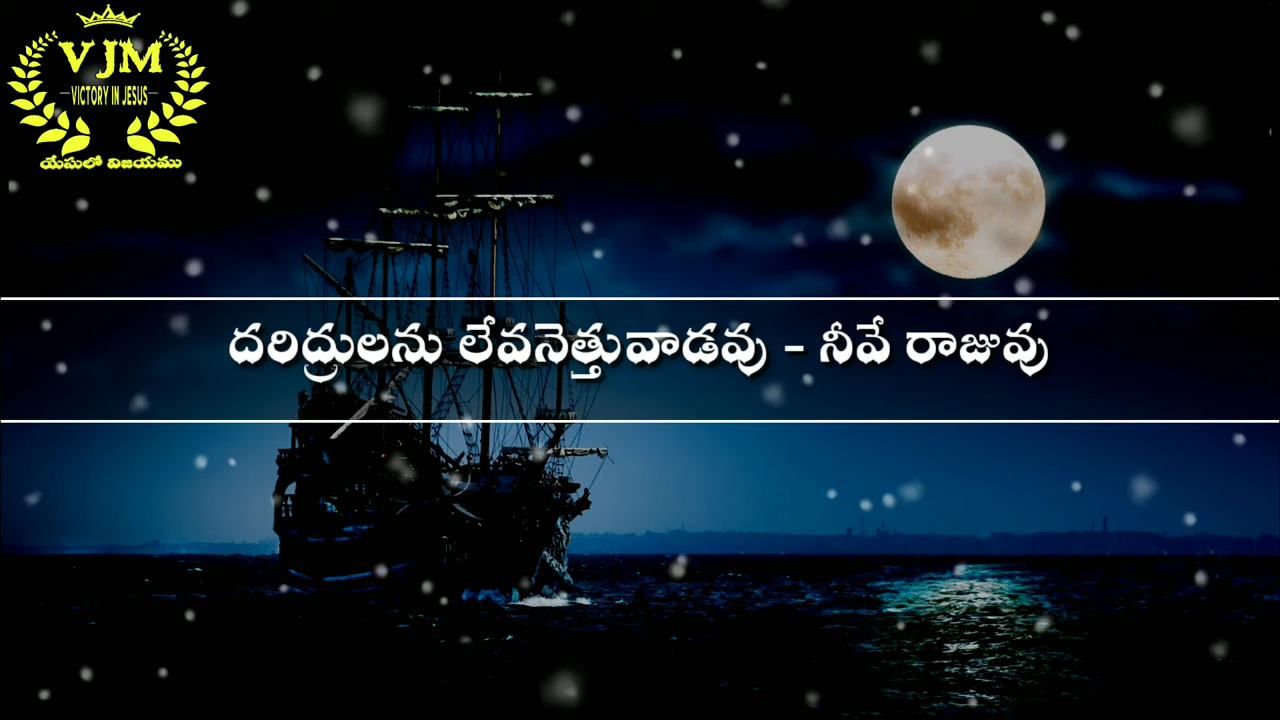 VJM
VICTORY IN JESUS
యేసులో విజయము
దరిద్రులను లేవనెత్తువాడవు - నీవే రాజువు